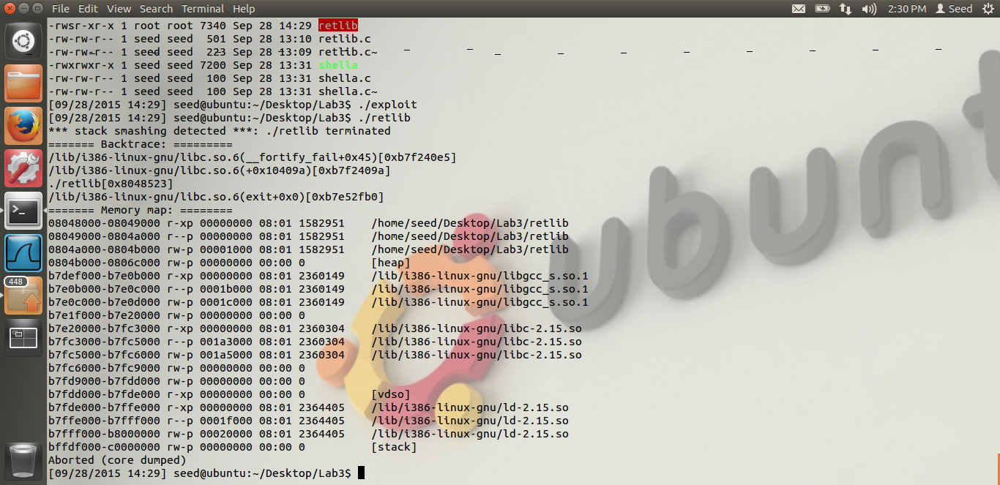 File Edit View Search Terminal Help 2:30 PM Seed
-rwsr-xr-x 1 root root 7340 Sep 28 14:29 retlib
-rw-rw-r-- 1 seed seed  501 Sep 28 13:10 retlib.c
-rw-rw-r-- 1 seed seed  223 Sep 28 13:09 retlib.c~
-rwxrwxr-x 1 seed seed 7200 Sep 28 13:31 shella
-rw-rw-r-- 1 seed seed  100 Sep 28 13:31 shella.c
-rw-rw-r-- 1 seed seed  100 Sep 28 13:31 shella.c~
[09/28/2015 14:29] seed@ubuntu:~/Desktop/Lab3$ ./exploit
[09/28/2015 14:29] seed@ubuntu:~/Desktop/Lab3$ ./retlib
*** stack smashing detected ***: ./retlib terminated
======= Backtrace: =========
/lib/i386-linux-gnu/libc.so.6(__fortify_fail+0x45)[0xb7f240e5]
/lib/i386-linux-gnu/libc.so.6(+0x10409a)[0xb7f2409a]
./retlib[0x8048523]
/lib/i386-linux-gnu/libc.so.6(exit+0x0)[0xb7e52fb0]
======= Memory map: ========
08048000-08049000 r-xp 00000000 08:01 1582951    /home/seed/Desktop/Lab3/retlib
08049000-0804a000 r--p 00000000 08:01 1582951    /home/seed/Desktop/Lab3/retlib
0804a000-0804b000 rw-p 00001000 08:01 1582951    /home/seed/Desktop/Lab3/retlib
0804b000-0806c000 rw-p 00000000 00:00 0          [heap]
b7def000-b7e0b000 r-xp 00000000 08:01 2360149    /lib/i386-linux-gnu/libgcc_s.so.1
b7e0b000-b7e0c000 r--p 0001b000 08:01 2360149    /lib/i386-linux-gnu/libgcc_s.so.1
b7e0c000-b7e0d000 rw-p 0001c000 08:01 2360149    /lib/i386-linux-gnu/libgcc_s.so.1
b7e1f000-b7e20000 rw-p 00000000 00:00 0
b7e20000-b7fc3000 r-xp 00000000 08:01 2360304    /lib/i386-linux-gnu/libc-2.15.so
b7fc3000-b7fc5000 r--p 001a3000 08:01 2360304    /lib/i386-linux-gnu/libc-2.15.so
b7fc5000-b7fc6000 rw-p 001a5000 08:01 2360304    /lib/i386-linux-gnu/libc-2.15.so
b7fc6000-b7fc9000 rw-p 00000000 00:00 0
b7fd9000-b7fdd000 rw-p 00000000 00:00 0
b7fdd000-b7fde000 r-xp 00000000 00:00 0          [vdso]
b7fde000-b7ffe000 r-xp 00000000 08:01 2364405    /lib/i386-linux-gnu/ld-2.15.so
b7ffe000-b7fff000 r--p 0001f000 08:01 2364405    /lib/i386-linux-gnu/ld-2.15.so
b7fff000-b8000000 rw-p 00020000 08:01 2364405    /lib/i386-linux-gnu/ld-2.15.so
bffdf000-c0000000 rw-p 00000000 00:00 0          [stack]
Aborted (core dumped)
[09/28/2015 14:29] seed@ubuntu:~/Desktop/Lab3$
448
ubunt